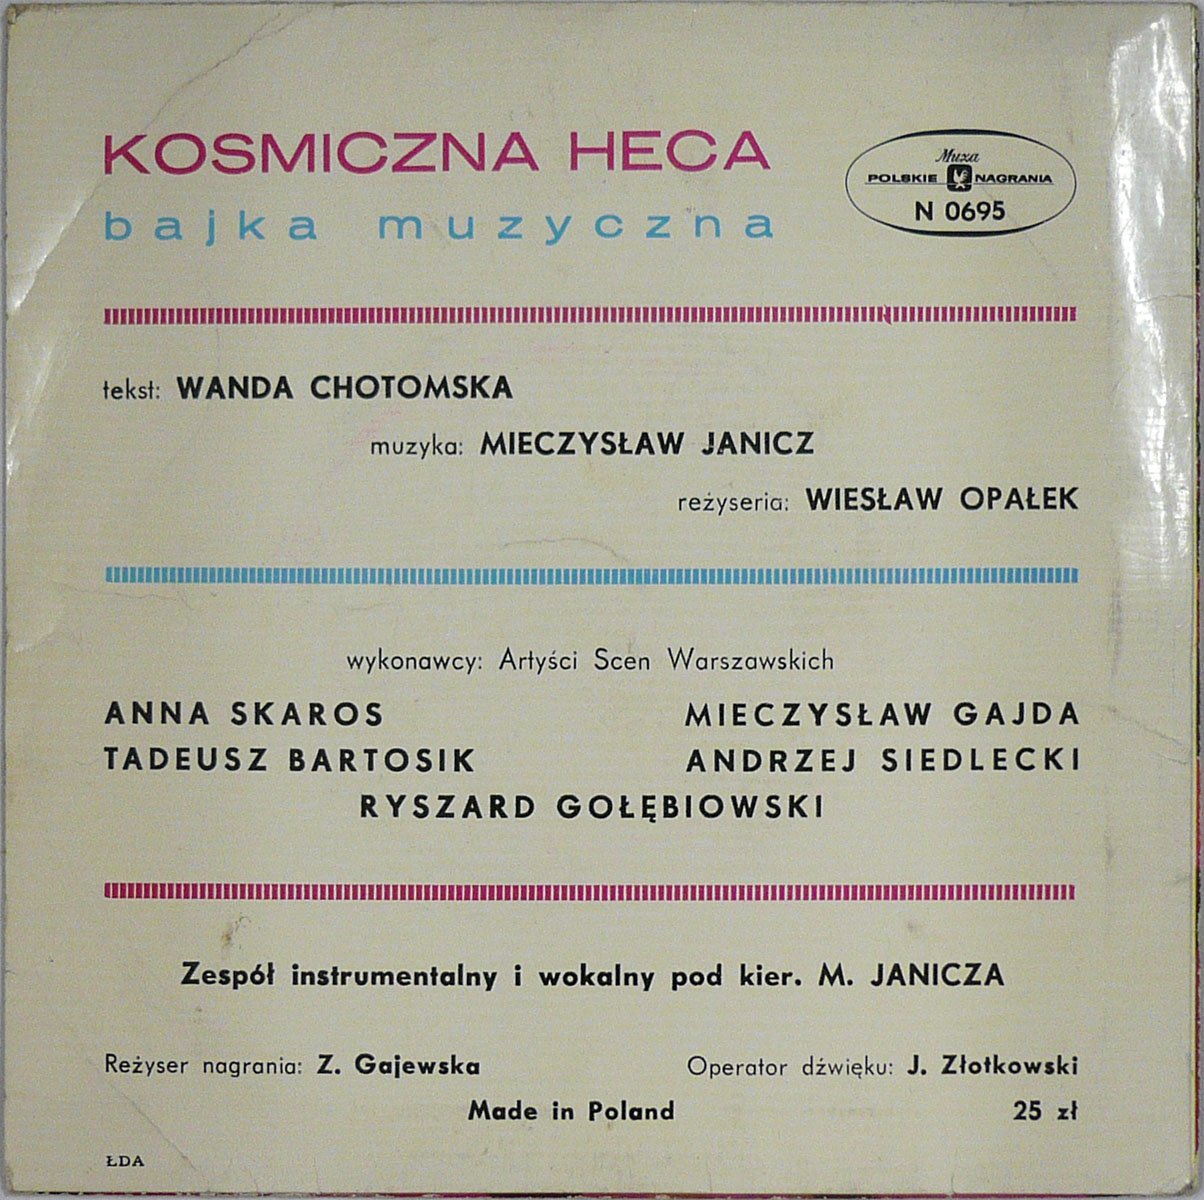 KOSMICZNA HECA
bajka muzyczna
Muza
POLSKIE NAGRANIA
N 0695
tekst: WANDA CHOTOMSKA
muzyka: MIECZYSŁAW JANICZ
reżyseria: WIESŁAW OPAŁEK
wykonawcy: Artyści Scen Warszawskich
ANNA SKAROS MIECZYSŁAW GAJDA
TADEUSZ BARTOSIK ANDRZEJ SIEDLECKI
RYSZARD GOŁĘBIOWSKI
Zespół instrumentalny i wokalny pod kier. M. JANICZA
Reżyser nagrania: Z. Gajewska Operator dźwięku: J. Złotkowski
Made in Poland 25 zł
ŁDA